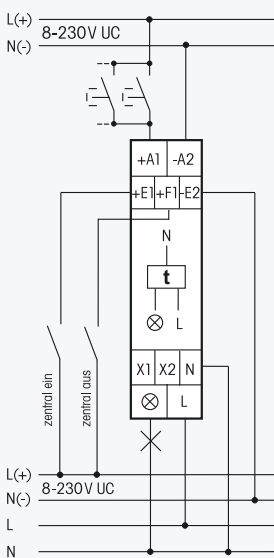 L(+)
8-230V UC
N(-)
+A1 -A2
+E1 +F1 -E2
N
t
L
zentral ein
zentral aus
X1 X2 N
L
L(+)
8-230V UC
N(-)
L
N